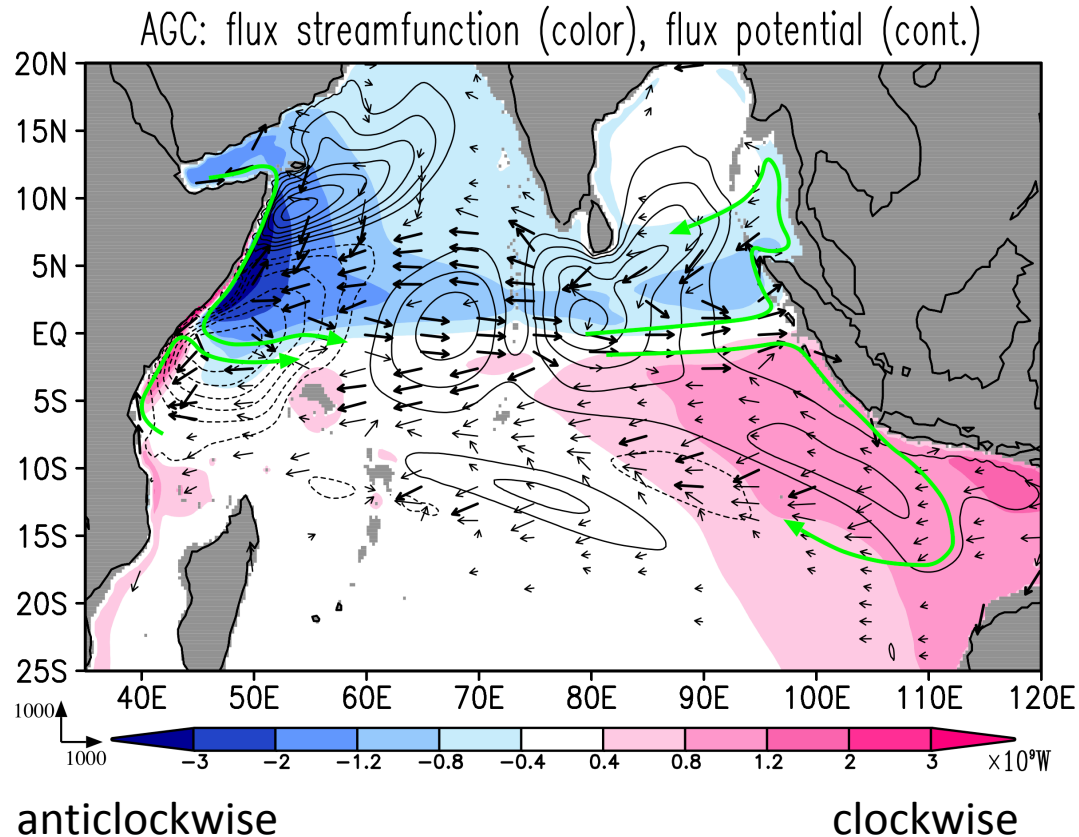 AGC: flux streamfunction (color), flux potential (cont.)
20N
15N
10N
5N
EQ
5S
10S
15S
20S
25S
40E 50E 60E 70E 80E 90E 100E 110E 120E
1000
1000
-3 -2 -1.2 -0.8 -0.4 0.4 0.8 1.2 2 3 ×10⁹W
anticlockwise clockwise